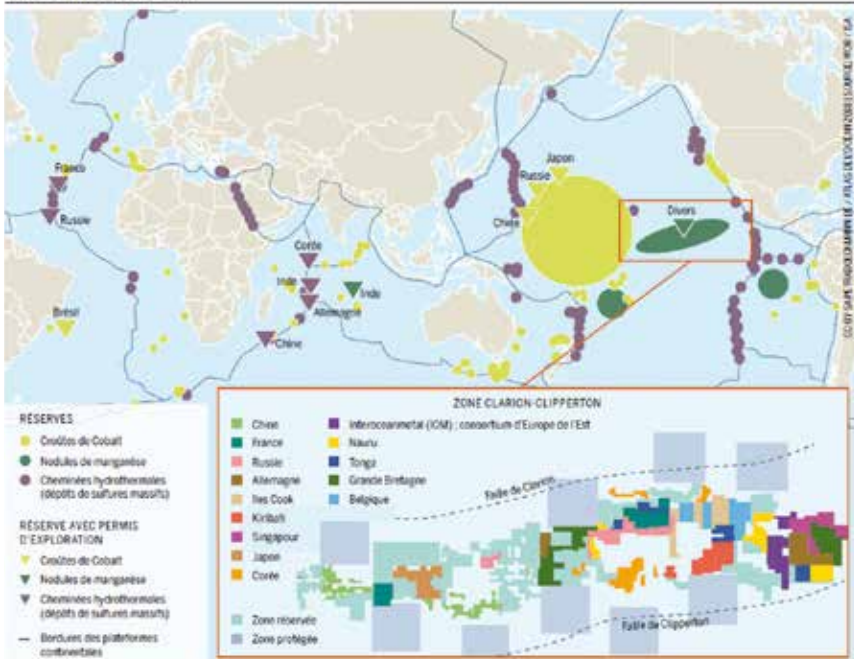 France
Russie
Brésil
Corée
Inde
Inde
Allemagne
Chine
Japon
Russie
Chine
Divers
RÉSERVES
Croûtes de Cobalt
Nodules de manganèse
Cheminées hydrothermales
(dépôts de sulfures massifs)
RÉSERVE AVEC PERMIS
D'EXPLORATION
Croûtes de Cobalt
Nodules de manganèse
Cheminées hydrothermales
(dépôts de sulfures massifs)
Bordures des plateformes
continentales
ZONE CLARION-CLIPPERTON
Chine
France
Russie
Allemagne
Iles Cook
Kiribati
Singapour
Japon
Corée
Interoceanmetal (IOM) ; consortium d'Europe de l'Est
Nauru
Tonga
Grande Bretagne
Belgique
Zone réservée
Zone protégée
Faille de Clarion
Faille de Clipperton